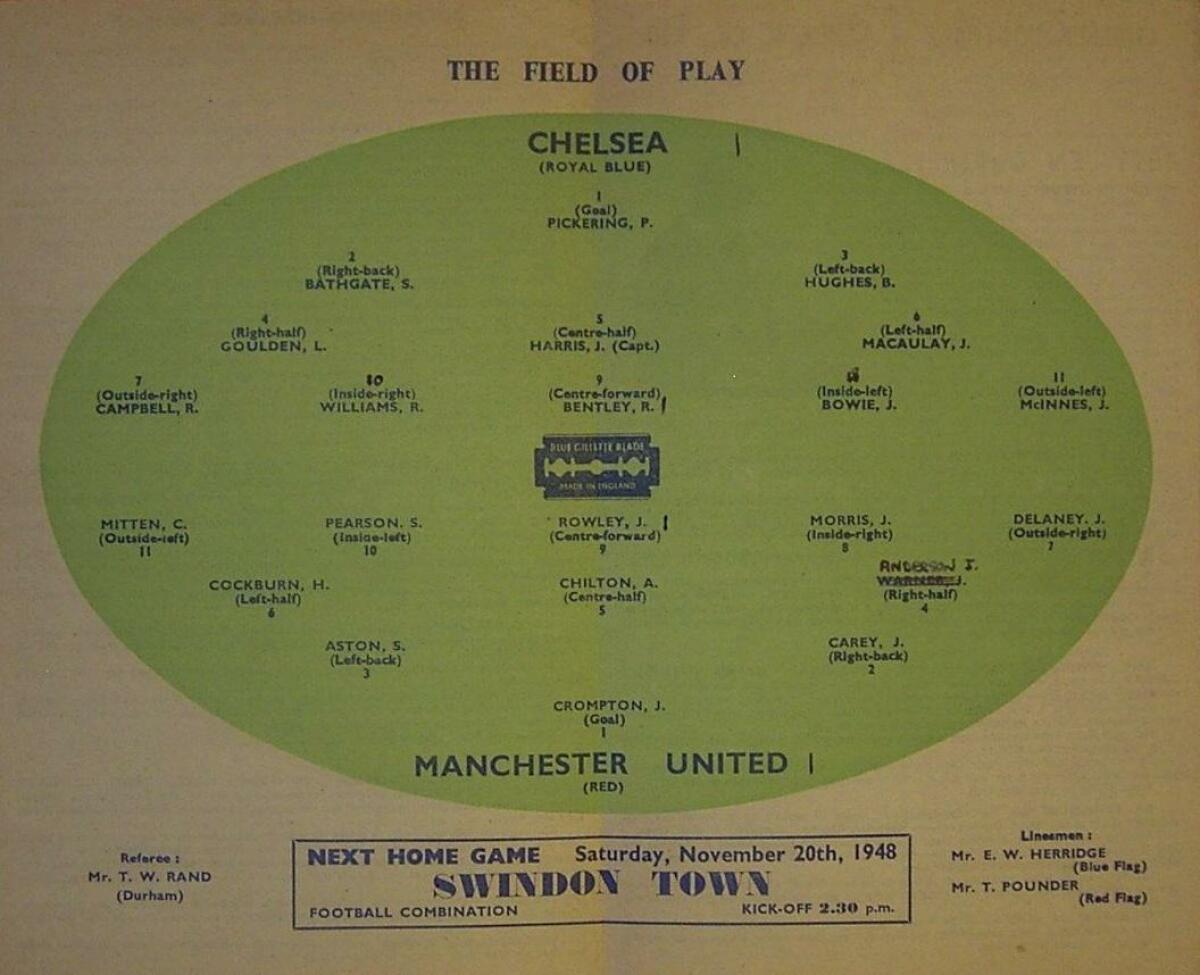 THE FIELD OF PLAY
CHELSEA 1
(ROYAL BLUE)
1
(Goal)
PICKERING, P.
2
(Right-back)
BATHGATE, S.
3
(Left-back)
HUGHES, B.
4
(Right-half)
GOULDEN, L.
5
(Centre-half)
HARRIS, J. (Capt.)
6
(Left-half)
MACAULAY, J.
7
(Outside-right)
CAMPBELL, R.
10
(Inside-right)
WILLIAMS, R.
9
(Centre-forward)
BENTLEY, R. 1
(Inside-left)
BOWIE, J.
11
(Outside-left)
McINNES, J.
BLUE GILLETTE BLADE
MADE IN ENGLAND
MITTEN, C.
(Outside-left)
11
PEARSON. S.
(Inside-left)
10
ROWLEY, J. 1
(Centre-forward)
9
MORRIS, J.
(Inside-right)
8
DELANEY. J.
(Outside-right)
7
COCKBURN, H.
(Left-half)
6
CHILTON, A.
(Centre-half)
5
ANDERSON J.
WARNER, J.
(Right-half)
4
ASTON, S.
(Left-back)
3
CAREY, J.
(Right-back)
2
CROMPTON, J.
(Goal)
1
MANCHESTER UNITED 1
(RED)
Referee :
Mr. T. W. RAND
(Durham)
NEXT HOME GAME Saturday, November 20th, 1948
SWINDON TOWN
FOOTBALL COMBINATION KICK-OFF 2.30 p.m.
Linesmen :
Mr. E. W. HERRIDGE
(Blue Flag)
Mr. T. POUNDER
(Red Flag)